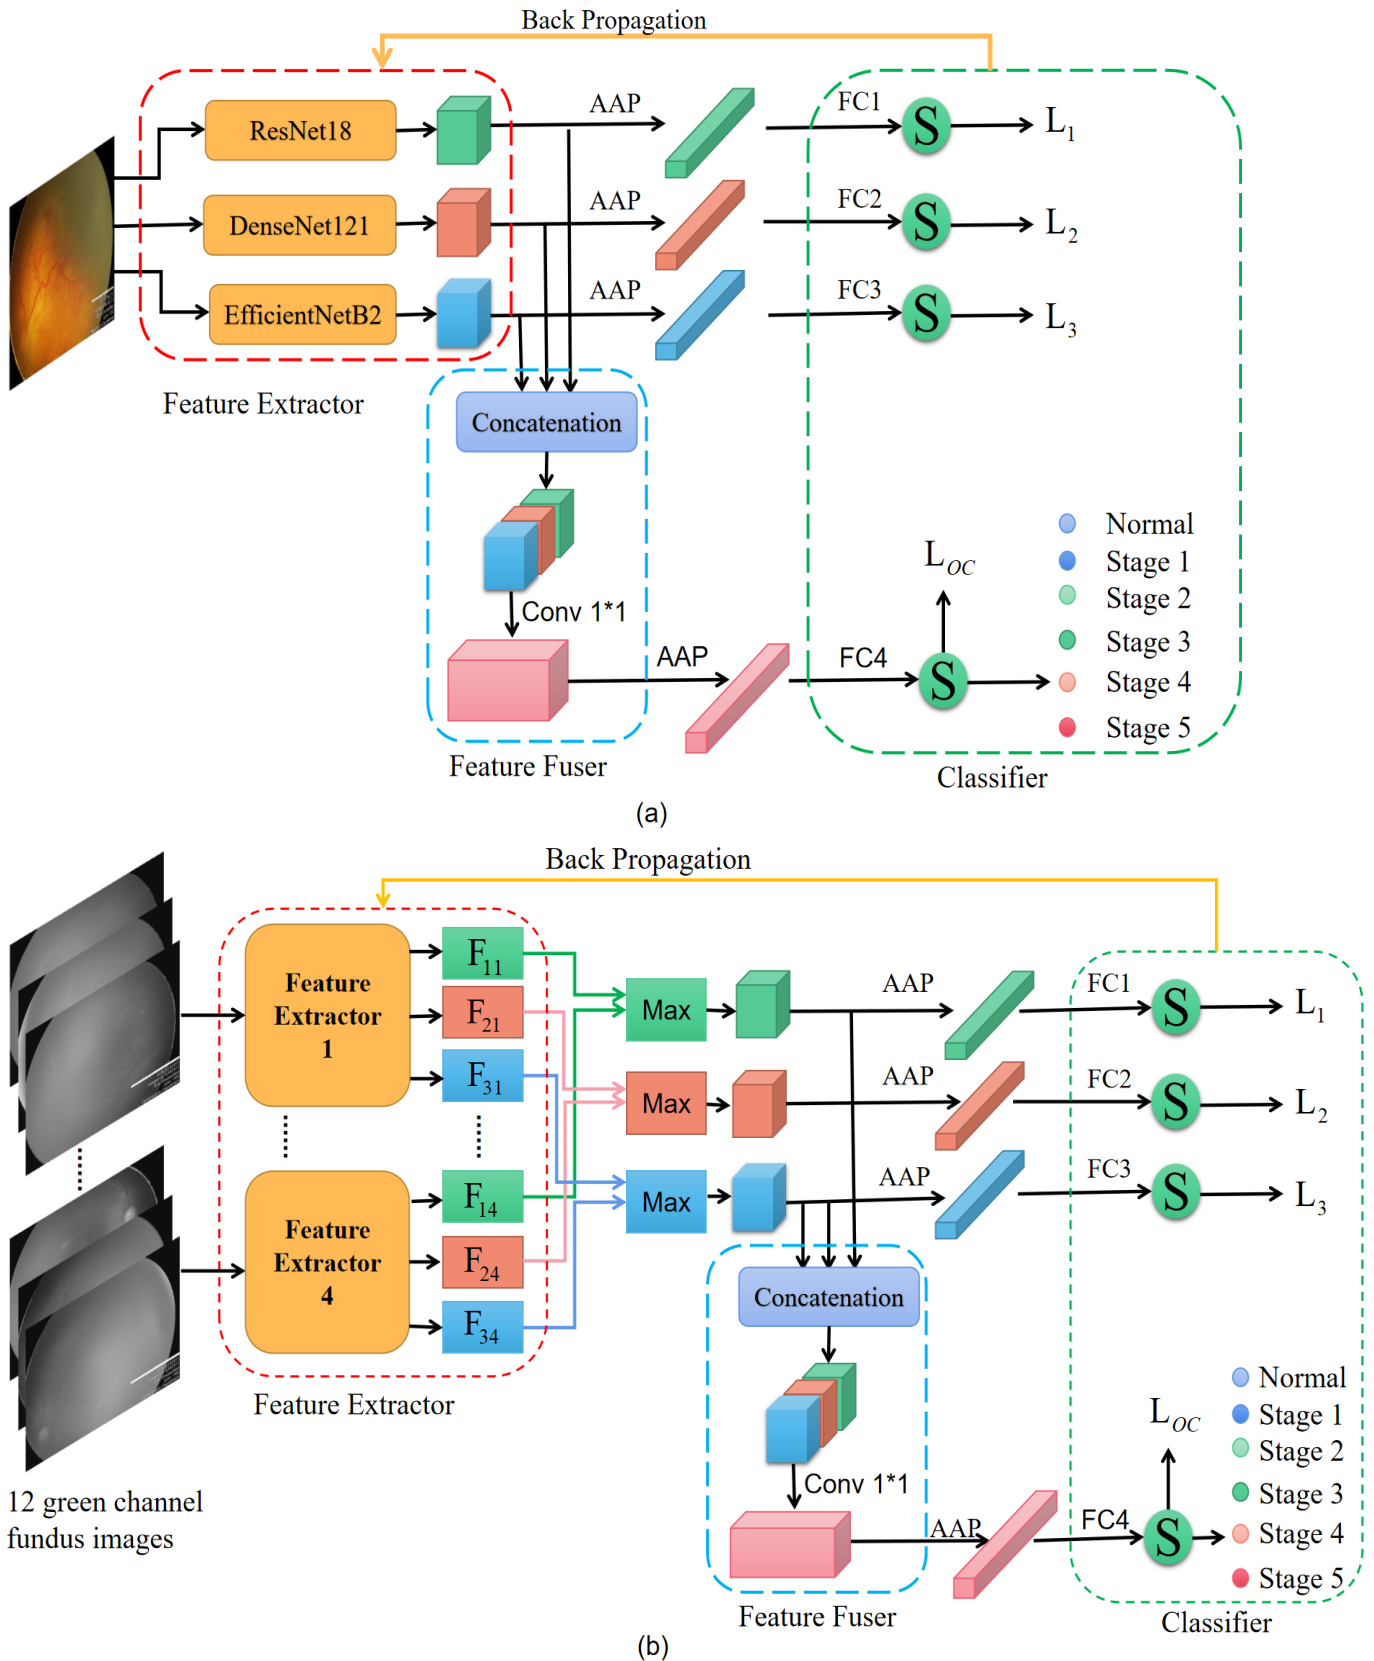 Back Propagation
ResNet18
AAP
FC1
S
L1
DenseNet121
AAP
FC2
S
L2
EfficientNetB2
AAP
FC3
S
L3
Feature Extractor
Concatenation
Conv 1*1
AAP
FC4
S
LOC
Normal
Stage 1
Stage 2
Stage 3
Stage 4
Stage 5
Feature Fuser
Classifier
(a)
Back Propagation
Feature
Extractor
1
F11
F21
F31
Max
Max
Max
AAP
FC1
S
L1
AAP
FC2
S
L2
AAP
FC3
S
L3
Feature
Extractor
4
F14
F24
F34
Feature Extractor
12 green channel
fundus images
Concatenation
Conv 1*1
AAP
FC4
S
LOC
Normal
Stage 1
Stage 2
Stage 3
Stage 4
Stage 5
Feature Fuser
Classifier
(b)